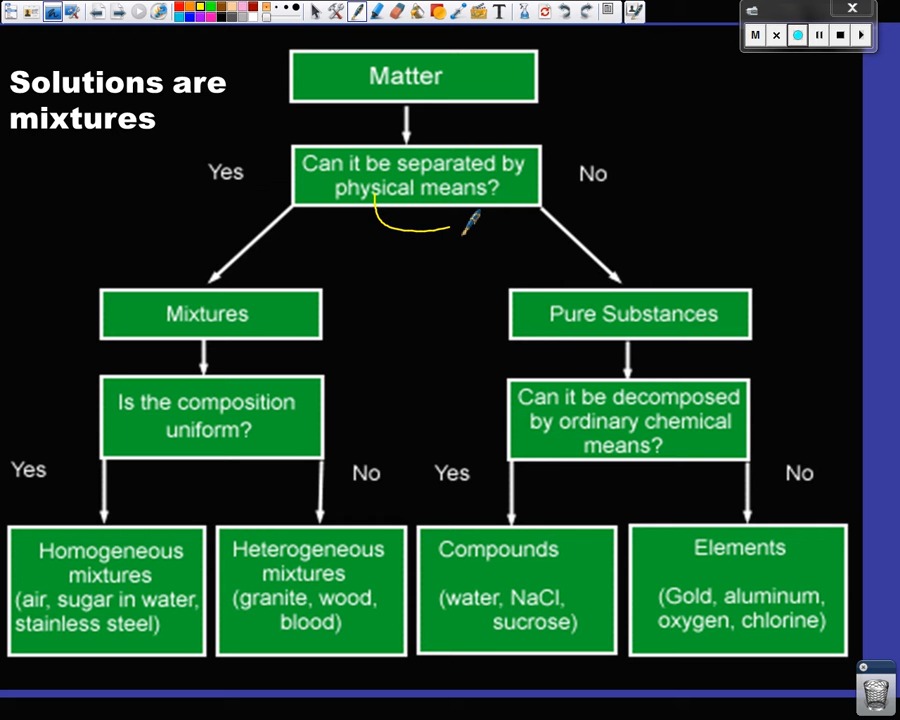 M
Solutions are
mixtures
Matter
Yes
Can it be separated by
physical means?
No
Mixtures
Pure Substances
Is the composition
uniform?
Can it be decomposed
by ordinary chemical
means?
Yes
No
Yes
No
Homogeneous
mixtures
(air, sugar in water,
stainless steel)
Heterogeneous
mixtures
(granite, wood,
blood)
Compounds
(water, NaCl,
sucrose)
Elements
(Gold, aluminum,
oxygen, chlorine)